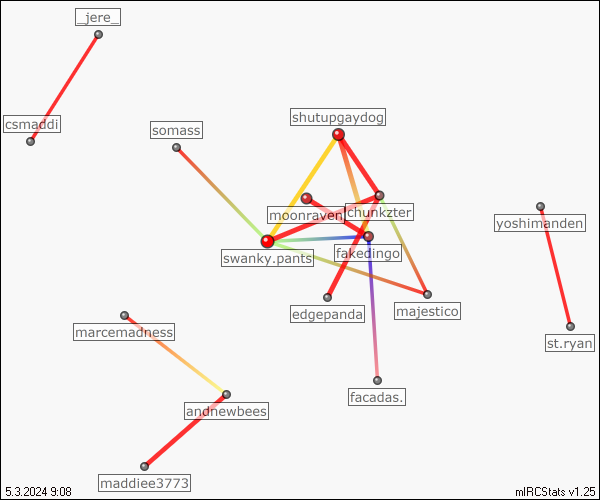 _jere_
csmaddi
somass
shutupgaydog
moonraven
chunkzter
yoshimanden
swanky.pants
fakedingo
edgepanda
majestico
marcemadness
st.ryan
facadas.
andnewbees
maddiee3773
5.3.2024 9:08
mIRCStats v1.25